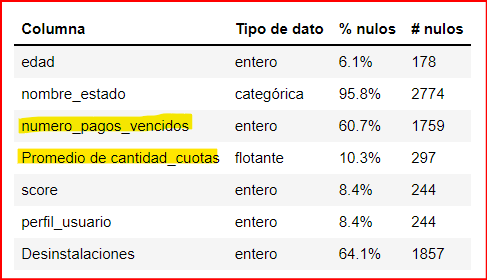 Columna Tipo de dato % nulos # nulos
edad entero 6.1% 178
nombre_estado categórica 95.8% 2774
numero_pagos_vencidos entero 60.7% 1759
Promedio de cantidad_cuotas flotante 10.3% 297
score entero 8.4% 244
perfil_usuario entero 8.4% 244
Desinstalaciones entero 64.1% 1857